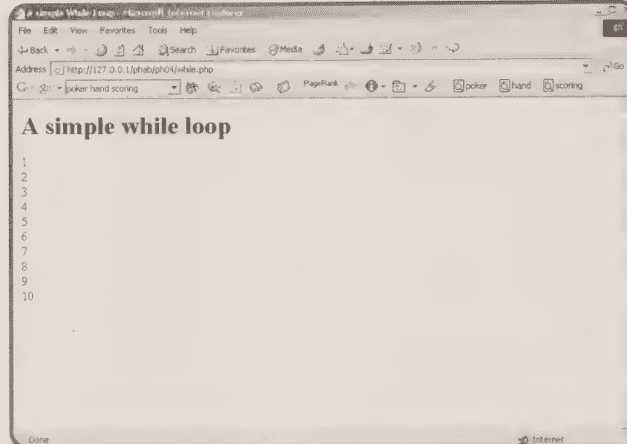 A simple While Loop - Microsoft Internet Explorer
File Edit View Favorites Tools Help
Back Search Favorites Media
Address http://127.0.0.1/phab/ph04/while.php Go
poker hand scoring PageRank poker hand scoring
A simple while loop
1
2
3
4
5
6
7
8
9
10
Done Internet